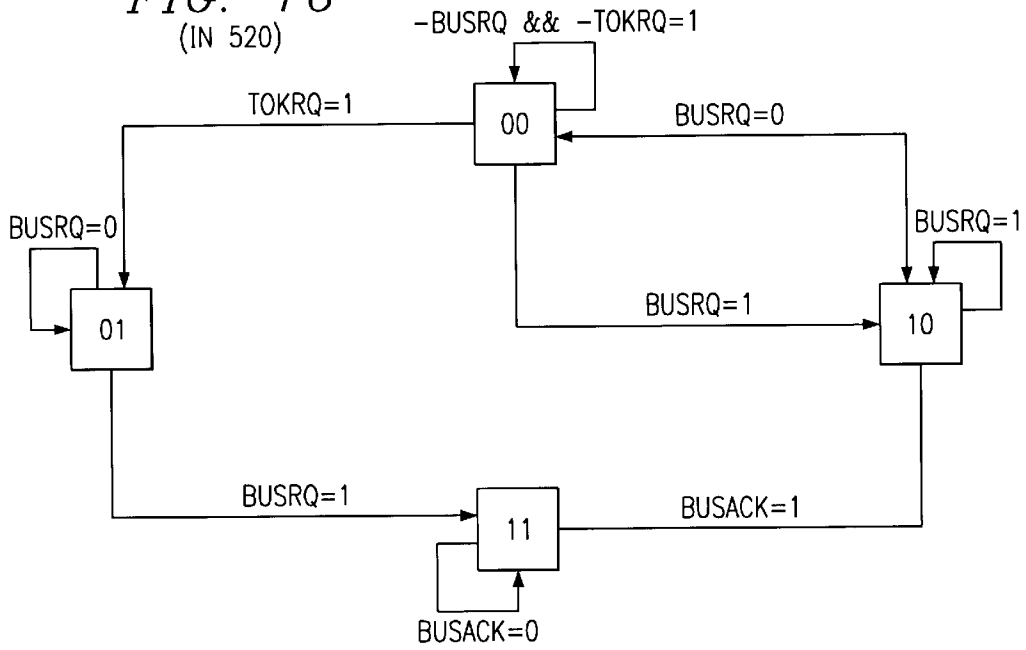 (IN 520)
-BUSRQ && -TOKRQ=1
TOKRQ=1
00
BUSRQ=0
BUSRQ=0
BUSRQ=1
01
BUSRQ=1
10
BUSRQ=1
11
BUSACK=1
BUSACK=0